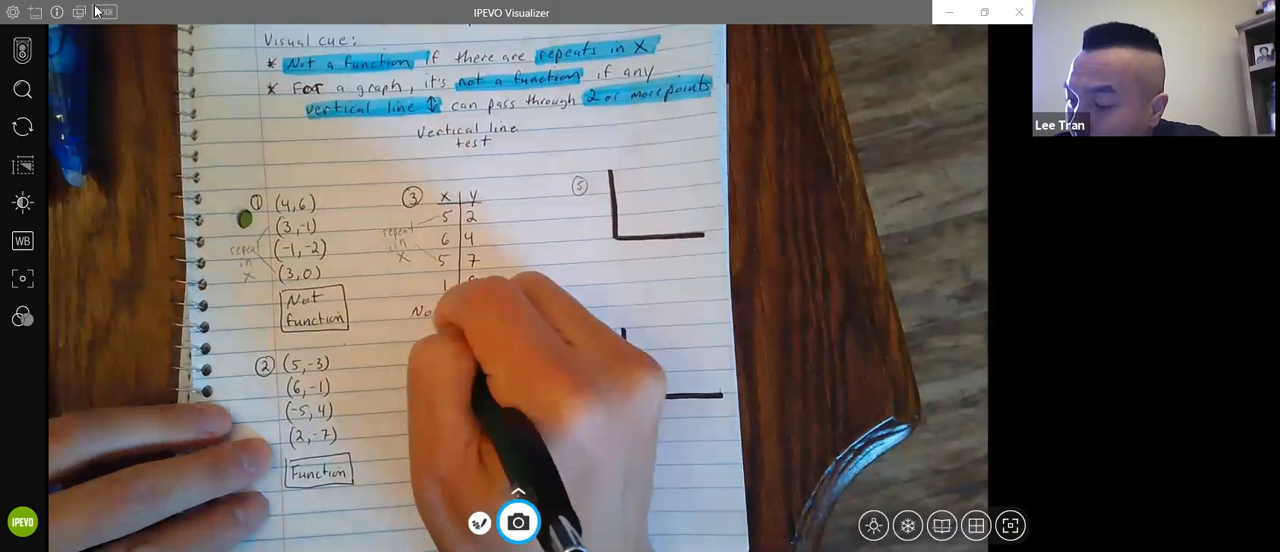 IPEVO Visualizer
Visual cue:
* Not a function if there are repeats in X
* For a graph, it's not a function if any
vertical line ↕ can pass through 2 or more points
Vertical line
test
① (4,6)
(3,-1)
(-1,-2)
(3,0)
repeat
in
X
Not
function
② (5,-3)
(6,-1)
(-5,4)
(2,-7)
Function
③ X Y
5 2
6 4
5 7
1
repeat
in
X
No
⑤
WB
IPEVO
Lee Tran